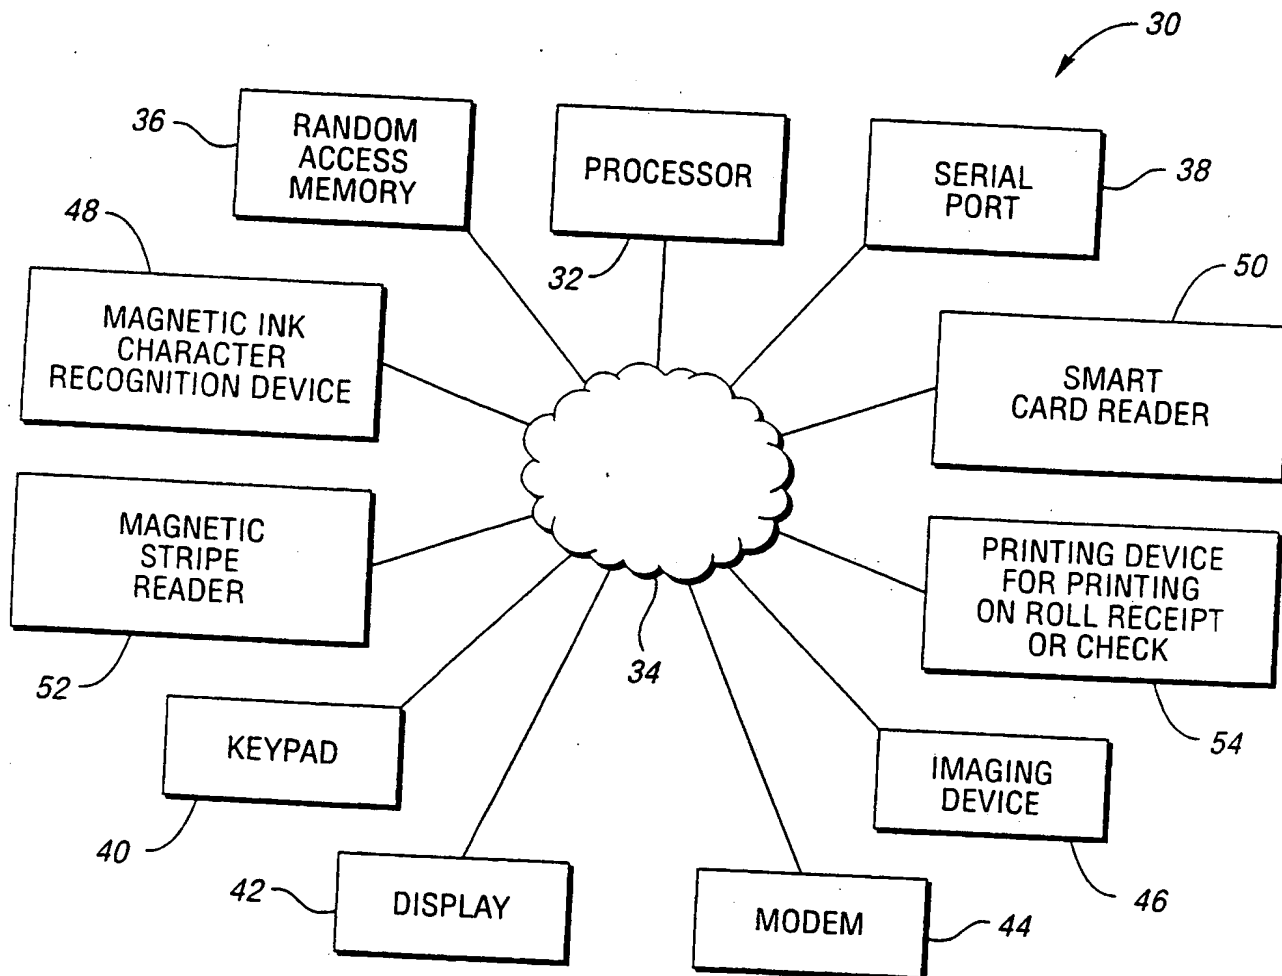 30
36
RANDOM
ACCESS
MEMORY
PROCESSOR
32
SERIAL
PORT
38
48
MAGNETIC INK
CHARACTER
RECOGNITION DEVICE
50
SMART
CARD READER
MAGNETIC
STRIPE
READER
52
34
PRINTING DEVICE
FOR PRINTING
ON ROLL RECEIPT
OR CHECK
54
KEYPAD
40
IMAGING
DEVICE
46
42
DISPLAY
MODEM
44